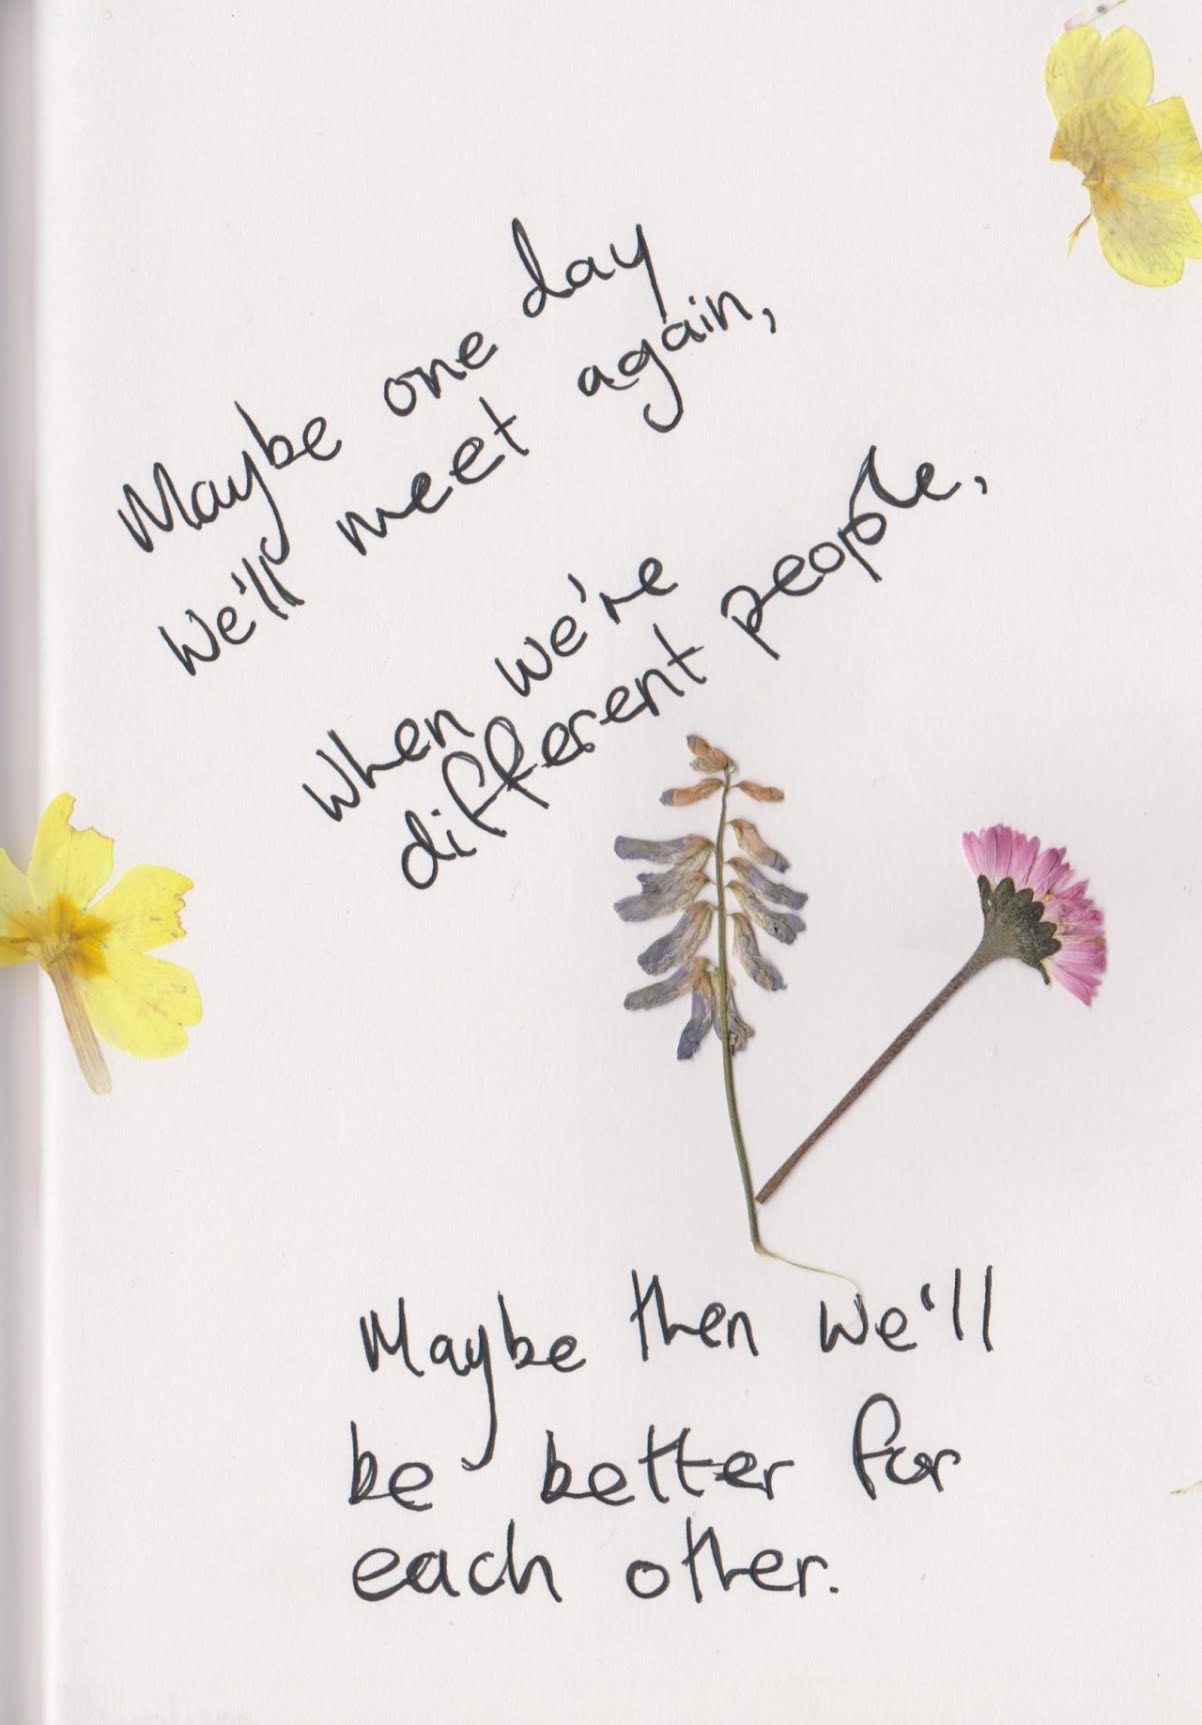 Maybe one day
We'll meet again,
When we're
different people,
Maybe then we'll
be better for
each other.